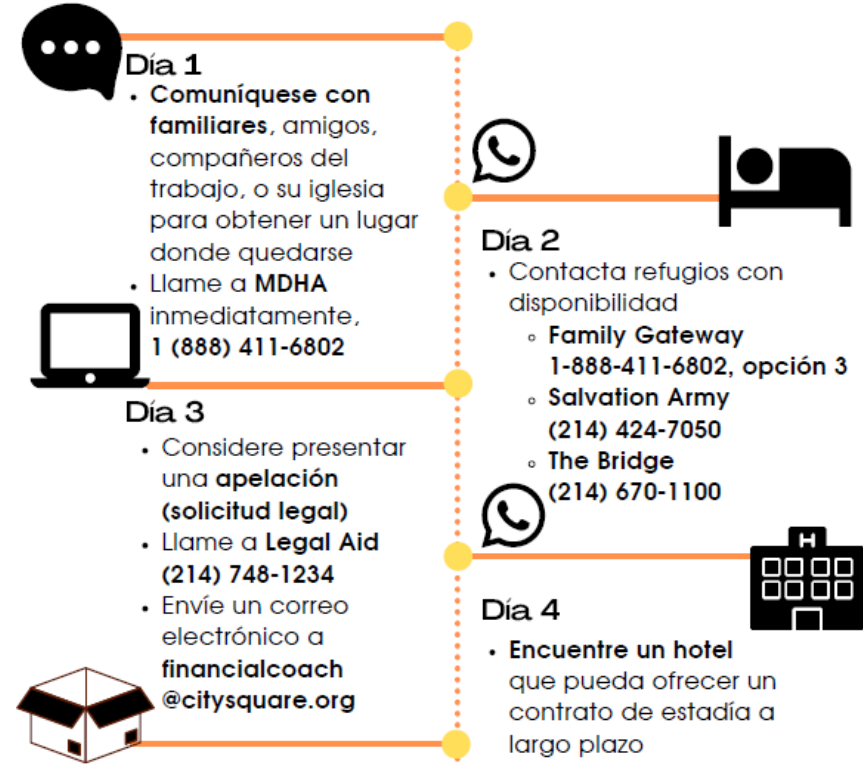 Día 1
• Comuníquese con
familiares, amigos,
compañeros del
trabajo, o su iglesia
para obtener un lugar
donde quedarse
• Llame a MDHA
inmediatamente,
1 (888) 411-6802
Día 2
• Contacta refugios con
disponibilidad
◦ Family Gateway
1-888-411-6802, opción 3
◦ Salvation Army
(214) 424-7050
◦ The Bridge
(214) 670-1100
Día 3
• Considere presentar
una apelación
(solicitud legal)
• Llame a Legal Aid
(214) 748-1234
• Envíe un correo
electrónico a
financialcoach
@citysquare.org
H
Día 4
• Encuentre un hotel
que pueda ofrecer un
contrato de estadía a
largo plazo